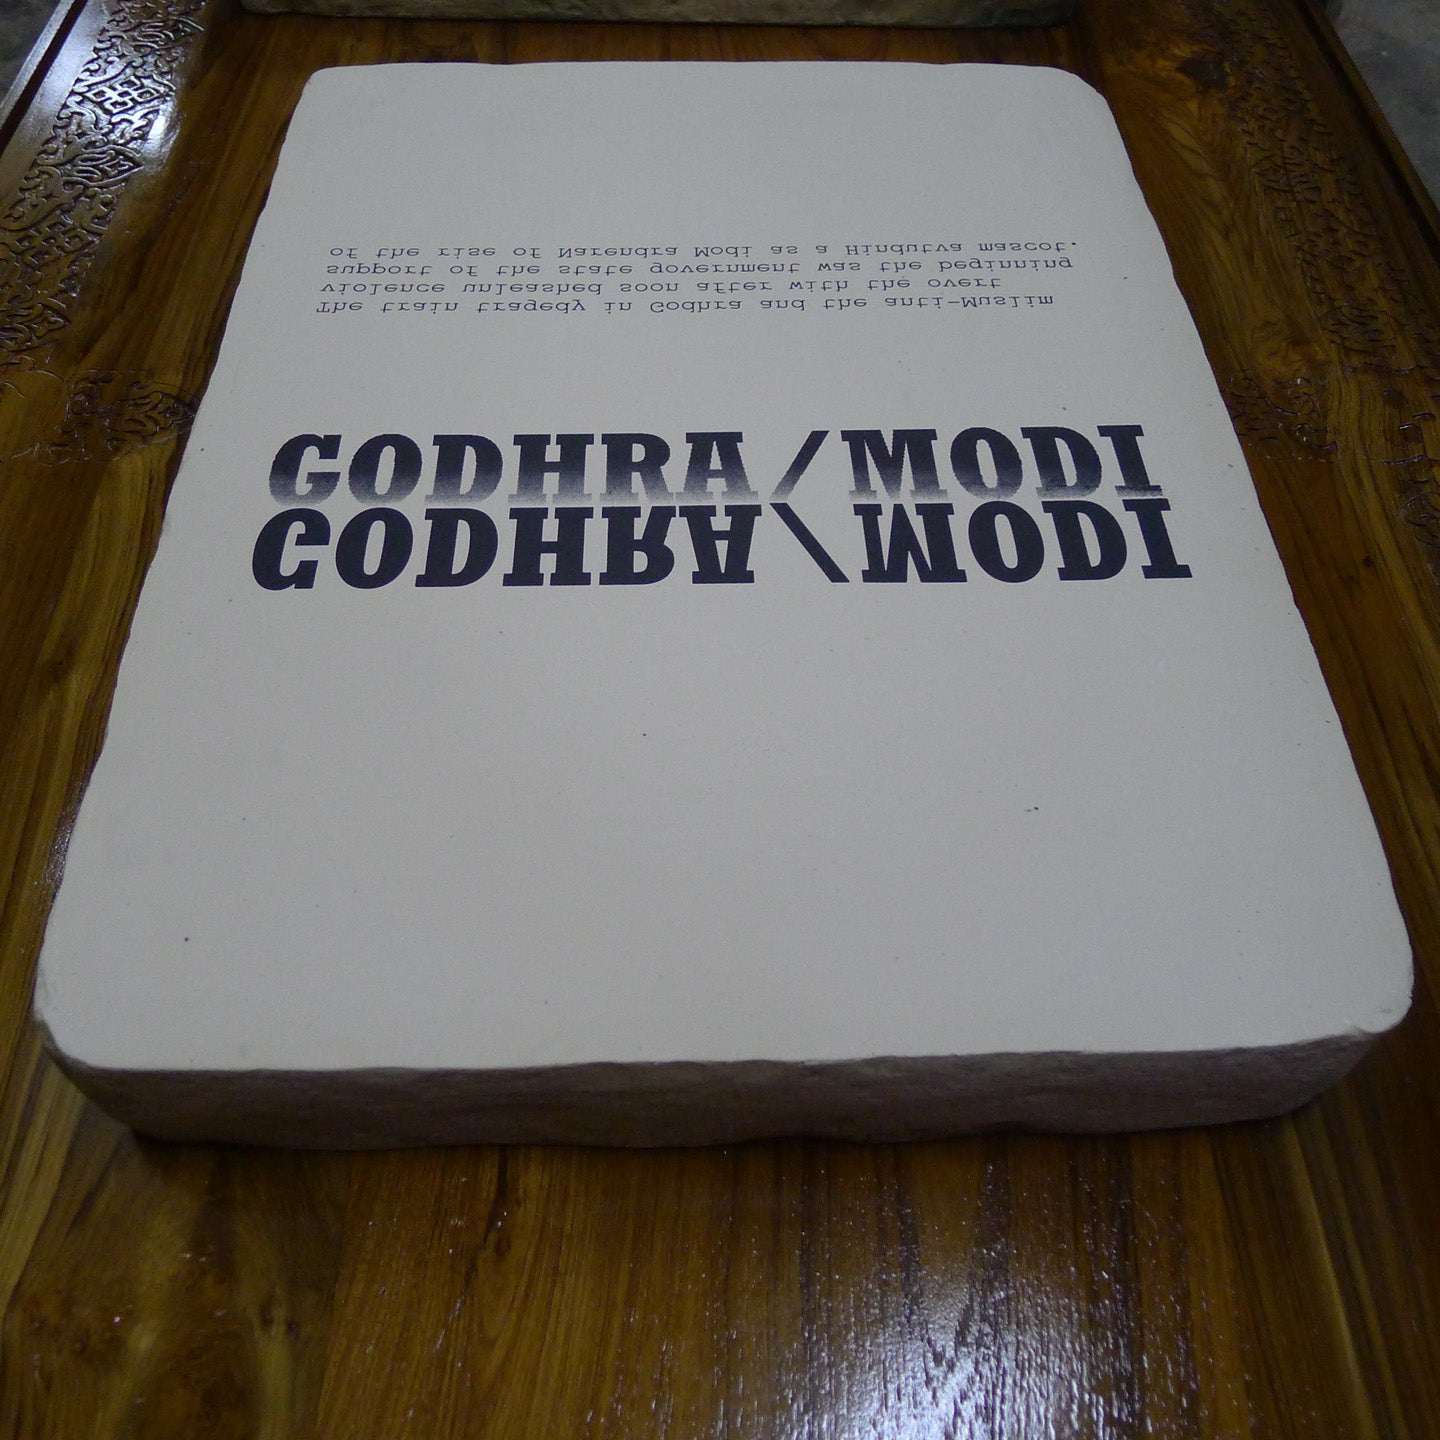 GODHRA/MODI
GODHRA/MODI
The train tragedy in Godhra and the anti-Muslim
violence unleashed soon after with the overt
support of the state government was the beginning
of the rise of Narendra Modi as a Hindutva mascot.